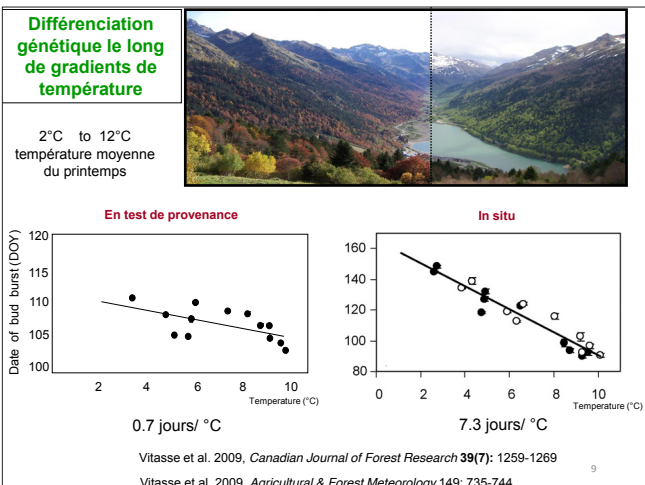 Différenciation
génétique le long
de gradients de
température
2°C to 12°C
température moyenne
du printemps
En test de provenance
In situ
Date of bud burst (DOY)
120
115
110
105
100
2 4 6 8 10
Temperature (°C)
0.7 jours/ °C
160
140
120
100
80
0 2 4 6 8 10
Temperature (°C)
7.3 jours/ °C
Vitasse et al. 2009, Canadian Journal of Forest Research 39(7): 1259-1269
Vitasse et al. 2009, Agricultural & Forest Meteorology 149: 735-744
9